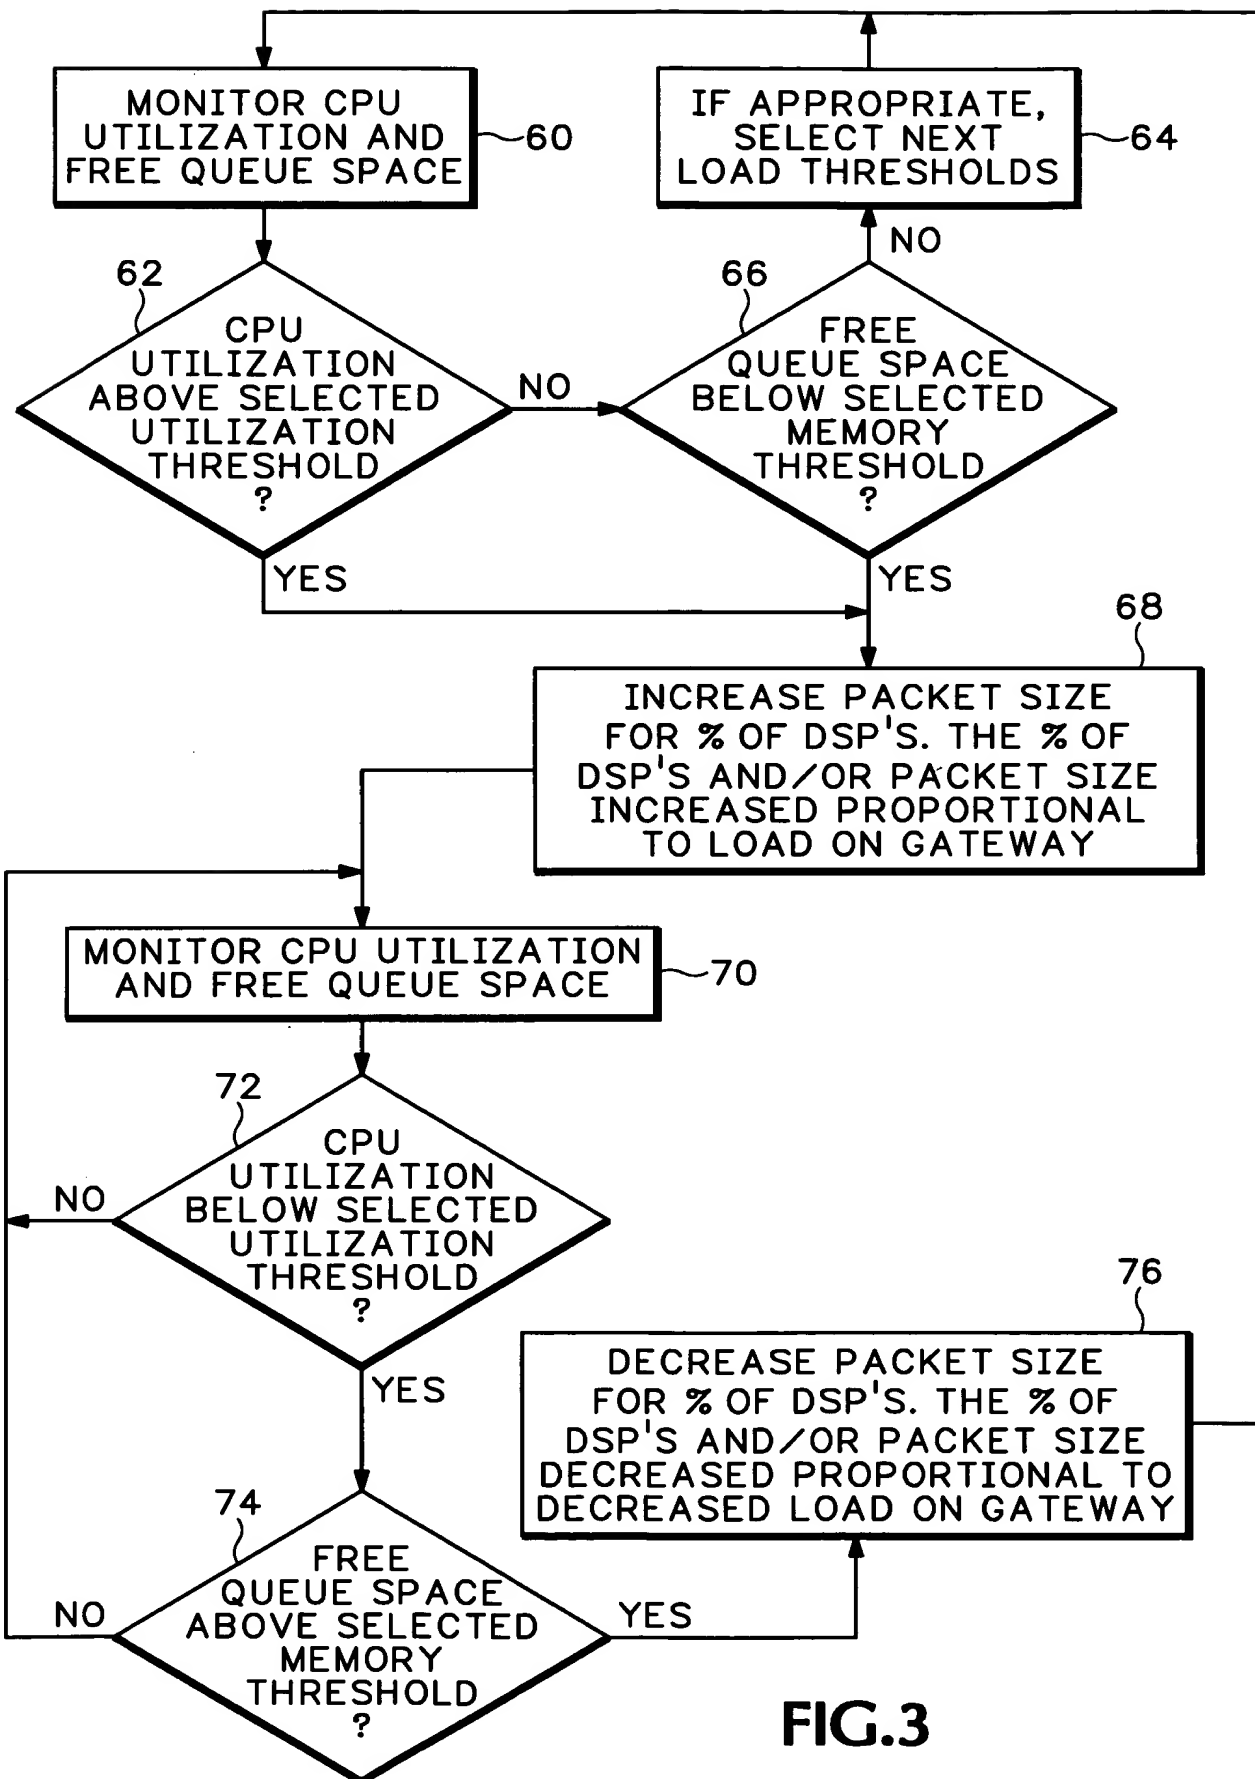 MONITOR CPU
UTILIZATION AND
FREE QUEUE SPACE
60
IF APPROPRIATE,
SELECT NEXT
LOAD THRESHOLDS
64
NO
62
CPU
UTILIZATION
ABOVE SELECTED
UTILIZATION
THRESHOLD
?
NO
66
FREE
QUEUE SPACE
BELOW SELECTED
MEMORY
THRESHOLD
?
YES
YES
68
INCREASE PACKET SIZE
FOR % OF DSP'S. THE % OF
DSP'S AND/OR PACKET SIZE
INCREASED PROPORTIONAL
TO LOAD ON GATEWAY
MONITOR CPU UTILIZATION
AND FREE QUEUE SPACE
70
72
CPU
UTILIZATION
BELOW SELECTED
UTILIZATION
THRESHOLD
?
NO
YES
76
DECREASE PACKET SIZE
FOR % OF DSP'S. THE % OF
DSP'S AND/OR PACKET SIZE
DECREASED PROPORTIONAL TO
DECREASED LOAD ON GATEWAY
74
FREE
QUEUE SPACE
ABOVE SELECTED
MEMORY
THRESHOLD
?
NO
YES
FIG.3